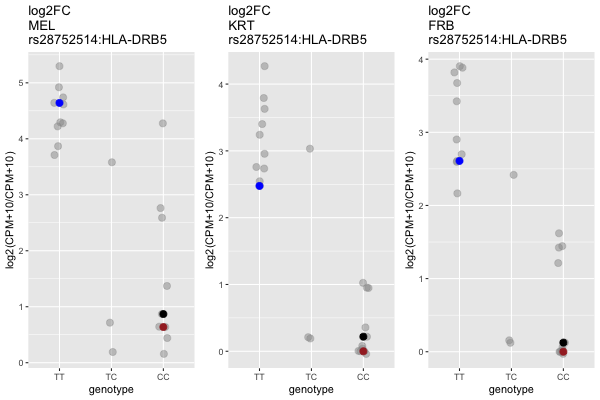 log2FC
MEL
rs28752514:HLA-DRB5
log2(CPM+10/CPM+10)
5
4
3
2
1
0
TT TC CC
genotype
log2FC
KRT
rs28752514:HLA-DRB5
log2(CPM+10/CPM+10)
4
3
2
1
0
TT TC CC
genotype
log2FC
FRB
rs28752514:HLA-DRB5
log2(CPM+10/CPM+10)
4
3
2
1
0
TT TC CC
genotype